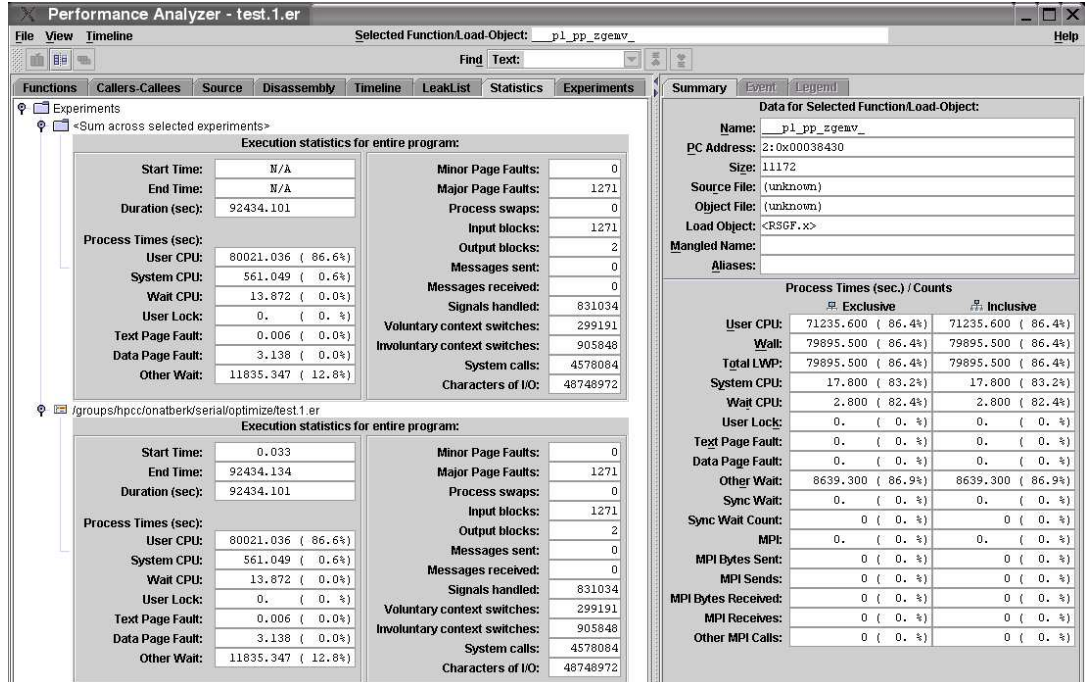 Performance Analyzer - test.1.er
File View Timeline
Selected Function/Load-Object: ___pl_pp_zgemv_
Help
Find Text:
Functions Callers-Callees Source Disassembly Timeline LeakList Statistics Experiments
Experiments
<Sum across selected experiments>
Execution statistics for entire program:
Start Time: N/A
End Time: N/A
Duration (sec): 92434.101
Process Times (sec):
User CPU: 80021.036 ( 86.6%)
System CPU: 561.049 ( 0.6%)
Wait CPU: 13.872 ( 0.0%)
User Lock: 0. ( 0. %)
Text Page Fault: 0.006 ( 0.0%)
Data Page Fault: 3.138 ( 0.0%)
Other Wait: 11835.347 ( 12.8%)
Minor Page Faults: 0
Major Page Faults: 1271
Process swaps: 0
Input blocks: 1271
Output blocks: 2
Messages sent: 0
Messages received: 0
Signals handled: 831034
Voluntary context switches: 299191
Involuntary context switches: 905848
System calls: 4578084
Characters of I/O: 48748972
/groups/hpcc/onatberk/serial/optimize/test.1.er
Execution statistics for entire program:
Start Time: 0.033
End Time: 92434.134
Duration (sec): 92434.101
Process Times (sec):
User CPU: 80021.036 ( 86.6%)
System CPU: 561.049 ( 0.6%)
Wait CPU: 13.872 ( 0.0%)
User Lock: 0. ( 0. %)
Text Page Fault: 0.006 ( 0.0%)
Data Page Fault: 3.138 ( 0.0%)
Other Wait: 11835.347 ( 12.8%)
Minor Page Faults: 0
Major Page Faults: 1271
Process swaps: 0
Input blocks: 1271
Output blocks: 2
Messages sent: 0
Messages received: 0
Signals handled: 831034
Voluntary context switches: 299191
Involuntary context switches: 905848
System calls: 4578084
Characters of I/O: 48748972
Summary Event Legend
Data for Selected Function/Load-Object:
Name: ___pl_pp_zgemv_
PC Address: 2:0x00038430
Size: 11172
Source File: (unknown)
Object File: (unknown)
Load Object: <RSGF.x>
Mangled Name:
Aliases:
Process Times (sec.) / Counts
Exclusive Inclusive
User CPU: 71235.600 ( 86.4%) 71235.600 ( 86.4%)
Wall: 79895.500 ( 86.4%) 79895.500 ( 86.4%)
Total LWP: 79895.500 ( 86.4%) 79895.500 ( 86.4%)
System CPU: 17.800 ( 83.2%) 17.800 ( 83.2%)
Wait CPU: 2.800 ( 82.4%) 2.800 ( 82.4%)
User Lock: 0. ( 0. %) 0. ( 0. %)
Text Page Fault: 0. ( 0. %) 0. ( 0. %)
Data Page Fault: 0. ( 0. %) 0. ( 0. %)
Other Wait: 8639.300 ( 86.9%) 8639.300 ( 86.9%)
Sync Wait: 0. ( 0. %) 0. ( 0. %)
Sync Wait Count: 0 ( 0. %) 0 ( 0. %)
MPI: 0. ( 0. %) 0. ( 0. %)
MPI Bytes Sent: 0 ( 0. %) 0 ( 0. %)
MPI Sends: 0 ( 0. %) 0 ( 0. %)
MPI Bytes Received: 0 ( 0. %) 0 ( 0. %)
MPI Receives: 0 ( 0. %) 0 ( 0. %)
Other MPI Calls: 0 ( 0. %) 0 ( 0. %)